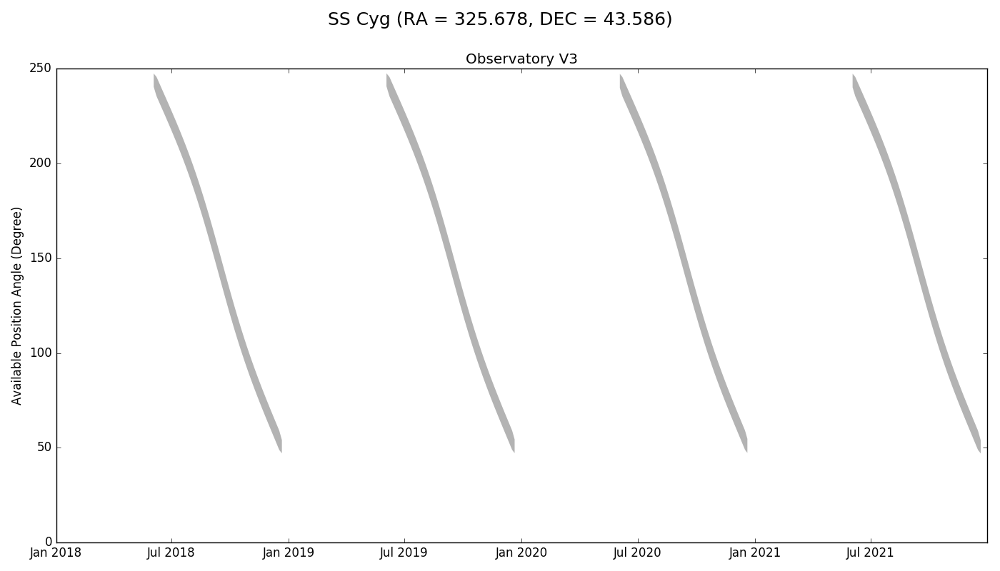 SS Cyg (RA = 325.678, DEC = 43.586)
Observatory V3
Available Position Angle (Degree)
250
200
150
100
50
0
Jan 2018 Jul 2018 Jan 2019 Jul 2019 Jan 2020 Jul 2020 Jan 2021 Jul 2021